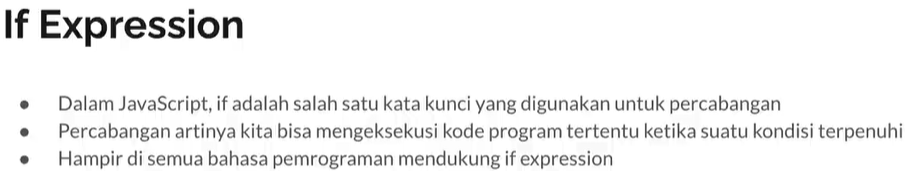 If Expression
● Dalam JavaScript, if adalah salah satu kata kunci yang digunakan untuk percabangan
● Percabangan artinya kita bisa mengeksekusi kode program tertentu ketika suatu kondisi terpenuhi
● Hampir di semua bahasa pemrograman mendukung if expression